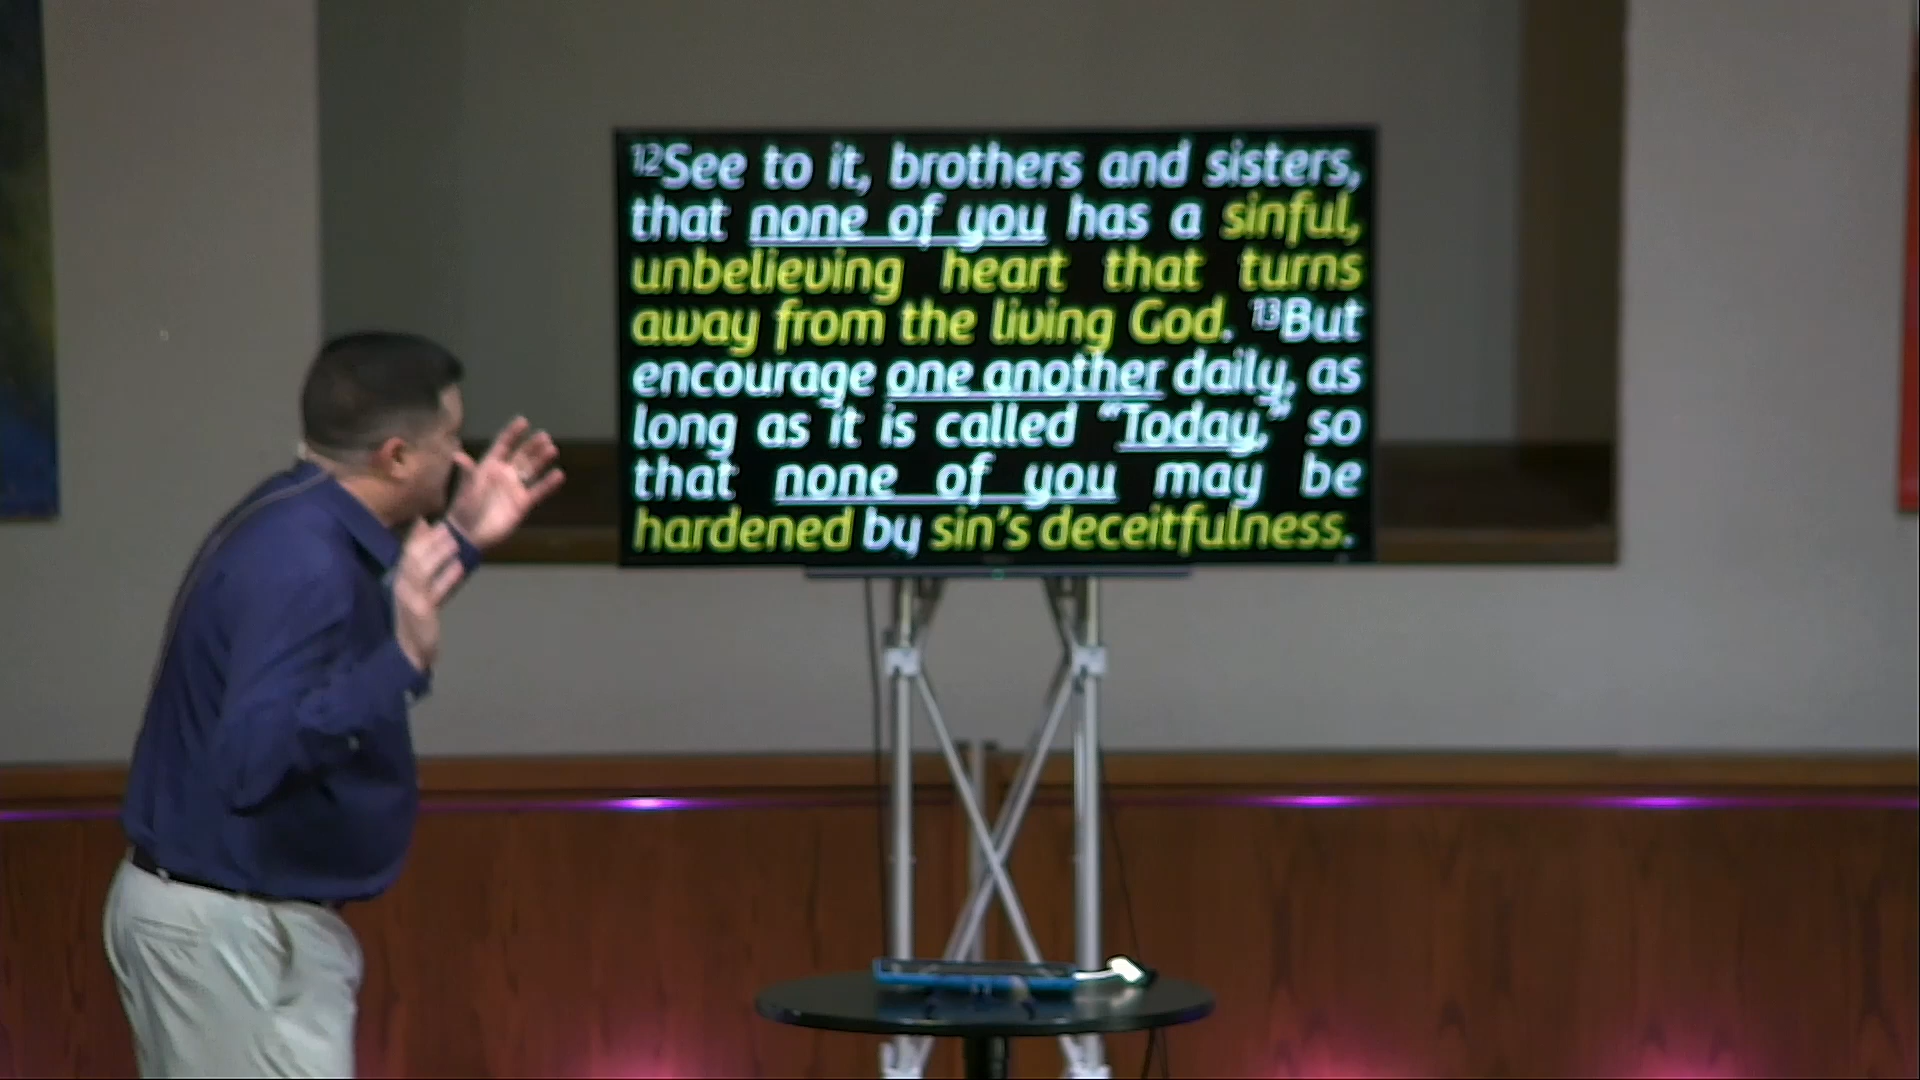 ¹²See to it, brothers and sisters,
that none of you has a sinful,
unbelieving heart that turns
away from the living God. ¹³But
encourage one another daily, as
long as it is called “Today,” so
that none of you may be
hardened by sin’s deceitfulness.